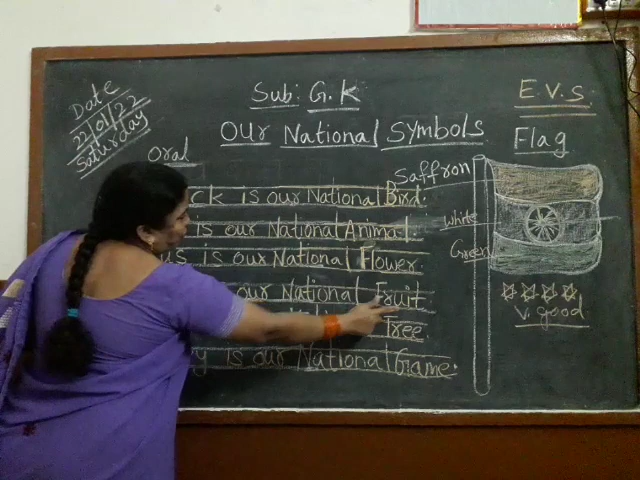 Date
22/01/22
Saturday
Sub: G.K
E.V.S.
Our National Symbols
Flag
Oral
Saffron
ck is our National Bird.
White
is our National Animal.
Green
us is our National Flower.
our National Fruit.
Tree.
y is our National Game.
V. good